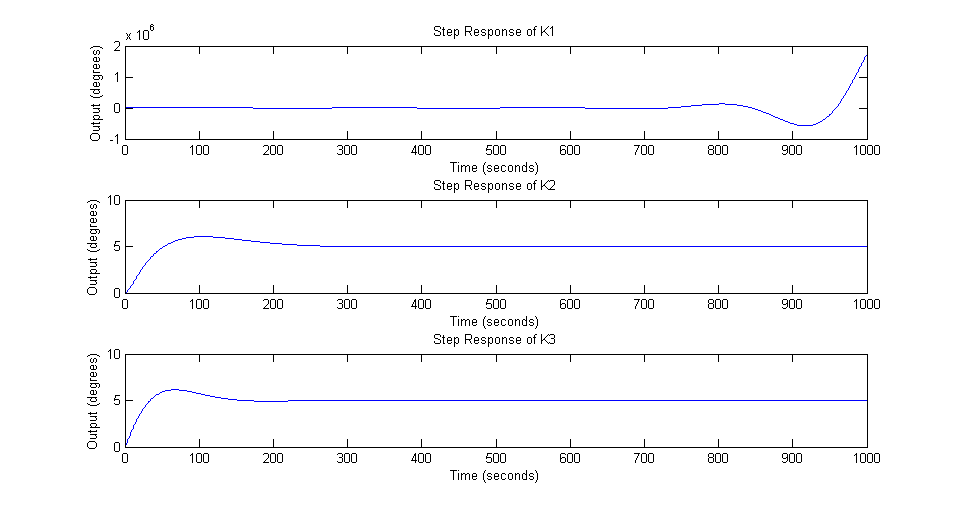 Step Response of K1
x 10^6
Output (degrees)
2
1
0
-1
0 100 200 300 400 500 600 700 800 900 1000
Time (seconds)
Step Response of K2
Output (degrees)
10
5
0
0 100 200 300 400 500 600 700 800 900 1000
Time (seconds)
Step Response of K3
Output (degrees)
10
5
0
0 100 200 300 400 500 600 700 800 900 1000
Time (seconds)